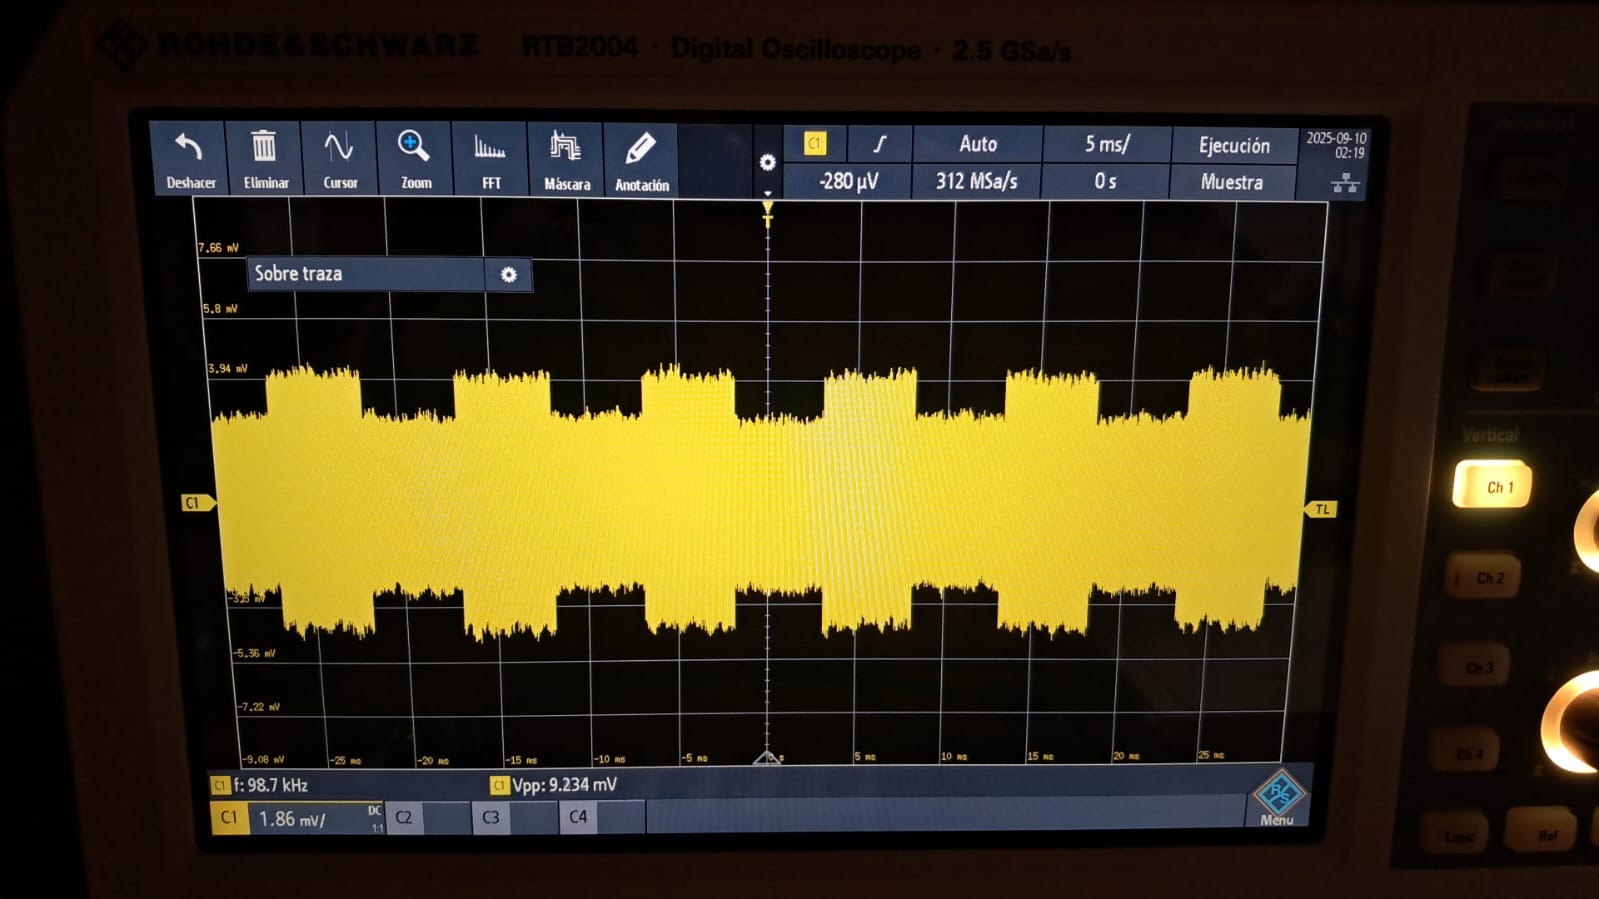 ROHDE&SCHWARZ RTB2004 · Digital Oscilloscope · 2.5 GSa/s
Deshacer Eliminar Cursor Zoom FFT Máscara Anotación
C1 Auto 5 ms/ Ejecución 2025-09-10
02:19
-280 µV 312 MSa/s 0 s Muestra
T
7.66 mV
Sobre traza
5.8 mV
3.94 mV
Vertical
C1 TL
Ch 1
Ch 2
-5.36 mV
Ch 3
-7.22 mV
Ch 4
-9.08 mV -25 ms -20 ms -15 ms -10 ms -5 ms 0 s 5 ms 10 ms 15 ms 20 ms 25 ms
C1 f: 98.7 kHz C1 Vpp: 9.234 mV
C1 1.86 mV/ DC
1:1 C2 C3 C4 R&S
Menu
Logic Ref